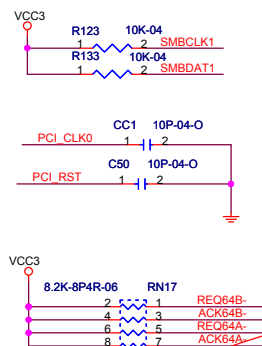 VCC3
R123 10K-04
1 2 SMBCLK1
R133 10K-04
1 2 SMBDAT1
CC1 10P-04-O
PCI_CLK0 1 2
C50 10P-04-O
PCI_RST 1 2
VCC3
8.2K-8P4R-06 RN17
2 1 REQ64B-
4 3 ACK64B-
6 5 REQ64A-
8 7 ACK64A-